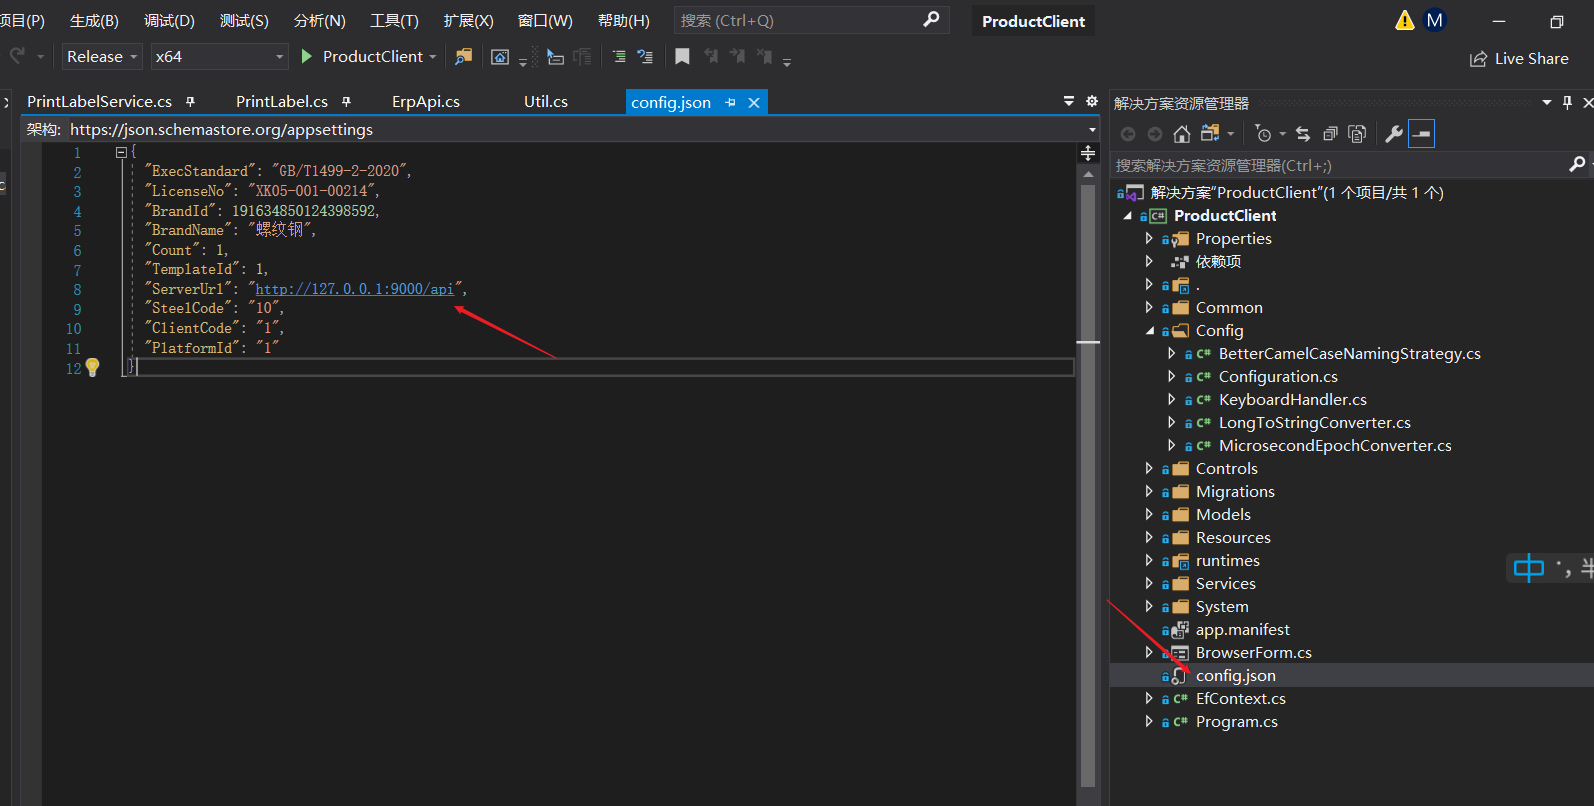 项目(P) 生成(B) 调试(D) 测试(S) 分析(N) 工具(T) 扩展(X) 窗口(W) 帮助(H) 搜索 (Ctrl+Q) ProductClient M
Release x64 ProductClient Live Share
PrintLabelService.cs PrintLabel.cs ErpApi.cs Util.cs config.json
架构: https://json.schemastore.org/appsettings
1 {
2 "ExecStandard": "GB/T1499-2-2020",
3 "LicenseNo": "XK05-001-00214",
4 "BrandId": 191634850124398592,
5 "BrandName": "螺纹钢",
6 "Count": 1,
7 "TemplateId": 1,
8 "ServerUrl": "http://127.0.0.1:9000/api",
9 "SteelCode": "10",
10 "ClientCode": "1",
11 "PlatformId": "1"
12 }
解决方案资源管理器
搜索解决方案资源管理器(Ctrl+;)
解决方案"ProductClient"(1 个项目/共 1 个)
C# ProductClient
Properties
依赖项
.
Common
Config
C# BetterCamelCaseNamingStrategy.cs
C# Configuration.cs
C# KeyboardHandler.cs
C# LongToStringConverter.cs
C# MicrosecondEpochConverter.cs
Controls
Migrations
Models
Resources
runtimes
Services
System
app.manifest
BrowserForm.cs
config.json
C# EfContext.cs
C# Program.cs
中 ·, 半